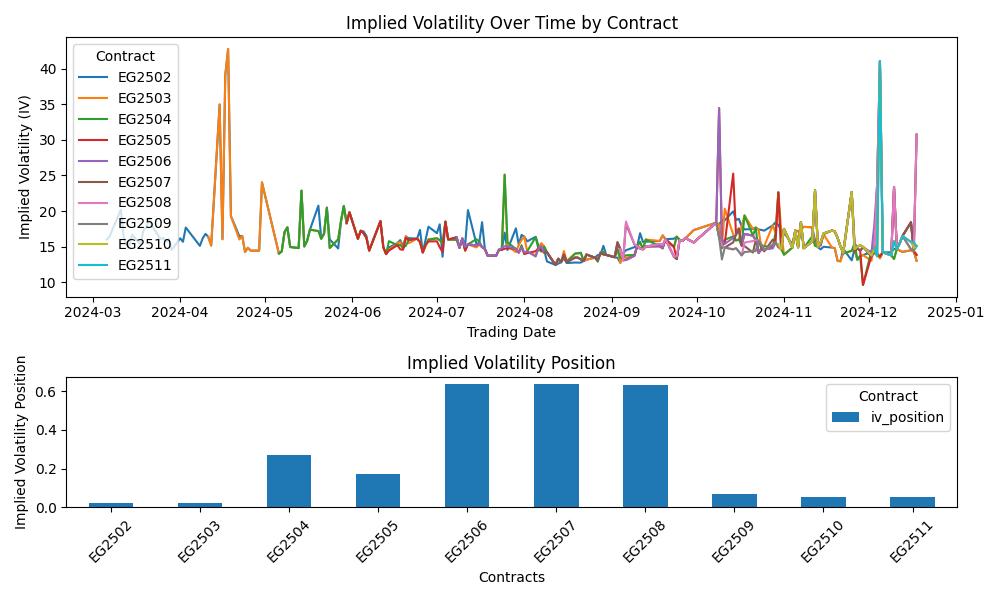 Implied Volatility Over Time by Contract
Implied Volatility (IV)
40
35
30
25
20
15
10
Contract
EG2502
EG2503
EG2504
EG2505
EG2506
EG2507
EG2508
EG2509
EG2510
EG2511
2024-03 2024-04 2024-05 2024-06 2024-07 2024-08 2024-09 2024-10 2024-11 2024-12 2025-01
Trading Date
Implied Volatility Position
Implied Volatility Position
0.6
0.4
0.2
0.0
Contract
iv_position
EG2502 EG2503 EG2504 EG2505 EG2506 EG2507 EG2508 EG2509 EG2510 EG2511
Contracts